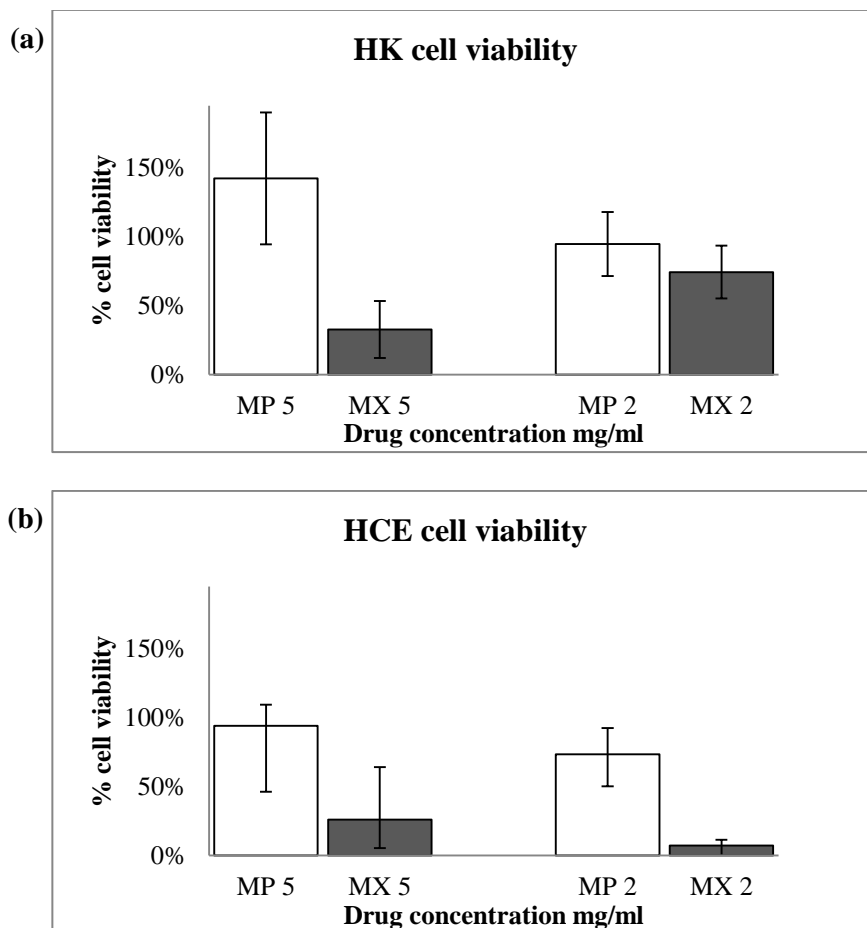 (a)
HK cell viability
% cell viability
150%
100%
50%
0%
MP 5 MX 5 MP 2 MX 2
Drug concentration mg/ml
(b)
HCE cell viability
% cell viability
150%
100%
50%
0%
MP 5 MX 5 MP 2 MX 2
Drug concentration mg/ml